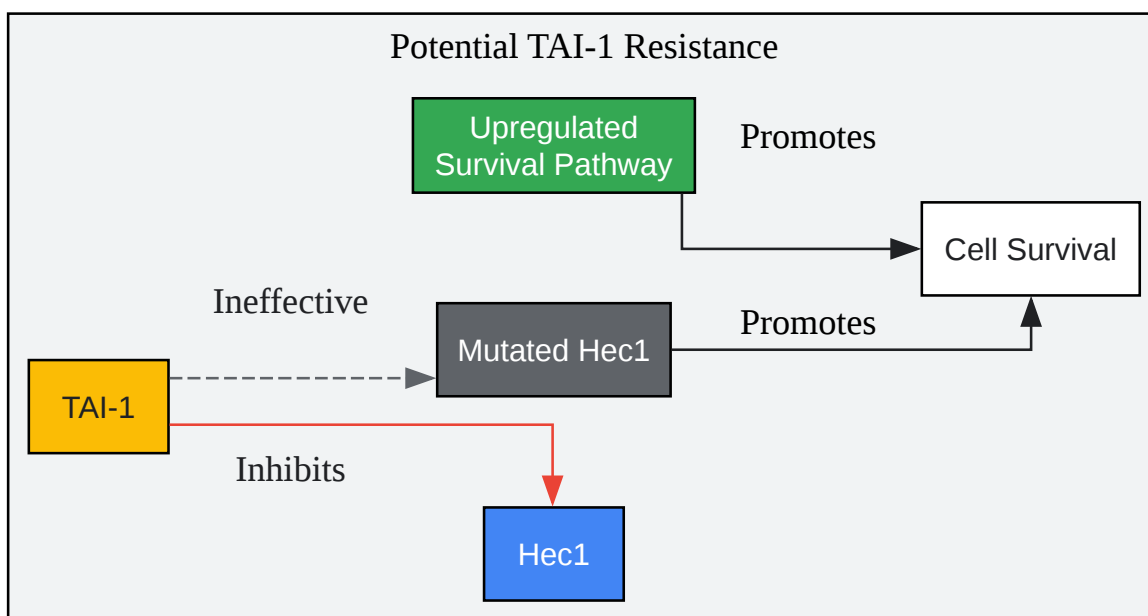 Potential TAI-1 Resistance
Upregulated
Survival Pathway
Promotes
Cell Survival
Ineffective
Mutated Hec1
Promotes
TAI-1
Inhibits
Hec1